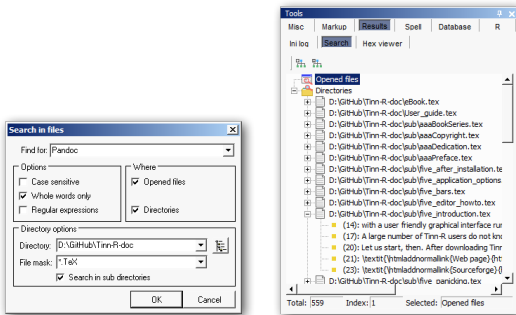 Search in files
Find for: Pandoc
Options
Case sensitive
Whole words only
Regular expressions
Where
Opened files
Directories
Directory options
Directory: D:\GitHub\Tinn-R-doc
File mask: *.TeX
Search in sub directories
OK Cancel
Tools
Misc Markup Results Spell Database R
Ini log Search Hex viewer
Opened files
Directories
D:\GitHub\Tinn-R-doc\eBook.tex
D:\GitHub\Tinn-R-doc\User_guide.tex
D:\GitHub\Tinn-R-doc\sub\aaaBookSeries.tex
D:\GitHub\Tinn-R-doc\sub\aaaCopyright.tex
D:\GitHub\Tinn-R-doc\sub\aaaDedication.tex
D:\GitHub\Tinn-R-doc\sub\aaaPreface.tex
D:\GitHub\Tinn-R-doc\sub\five_after_installation.te
D:\GitHub\Tinn-R-doc\sub\five_application_options
D:\GitHub\Tinn-R-doc\sub\five_bars.tex
D:\GitHub\Tinn-R-doc\sub\five_editor_howto.tex
D:\GitHub\Tinn-R-doc\sub\five_introduction.tex
(14): with a user friendly graphical interface rur
(17): A large number of Tinn-R users do not kno
(20): Let us start, then. After downloading Tinr
(21): \textit{\htmladdnormallink{Web page}{ht
(23): \textit{\htmladdnormallink{Sourceforge}{l
D:\GitHub\Tinn-R-doc\sub\five_panicking.tex
Total: 559 Index: 1 Selected: Opened files